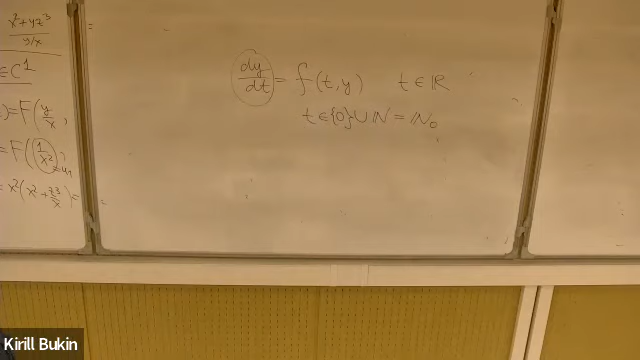 x²+yz³
y/x
=
∈C¹
)=F(y/x,
=F((1/x²),
=x²(x²+z³/x)=
dy/dt = f(t,y)    t∈ℝ
t∈{0}∪ℕ=ℕ₀
Kirill Bukin